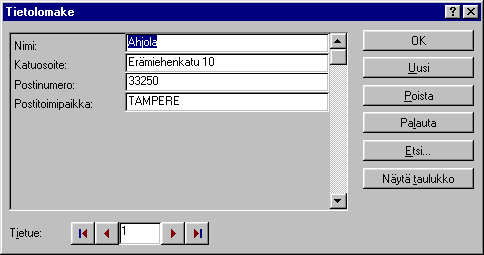 Tietolomake
Nimi: Ahjola
Katuosoite: Erämiehenkatu 10
Postinumero: 33250
Postitoimipaikka: TAMPERE
OK
Uusi
Poista
Palauta
Etsi...
Näytä taulukko
Tietue: 1